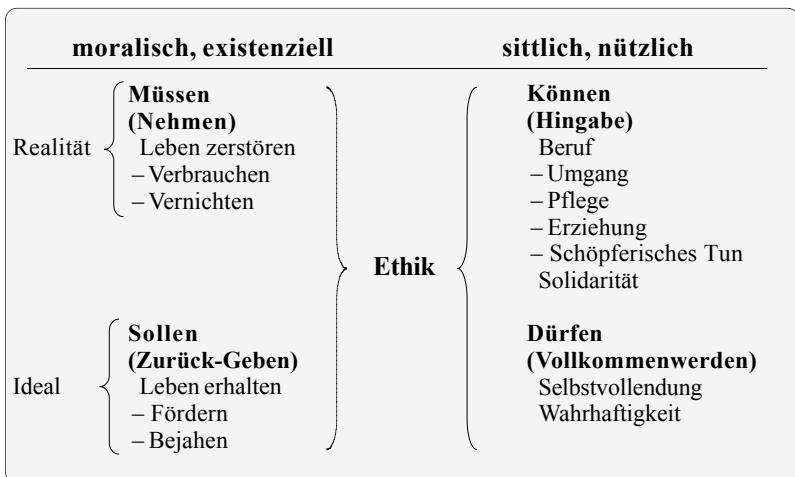 moralisch, existenziell
sittlich, nützlich
Realität
Müssen
(Nehmen)
Leben zerstören
– Verbrauchen
– Vernichten
Ideal
Sollen
(Zurück-Geben)
Leben erhalten
– Fördern
– Bejahen
Ethik
Können
(Hingabe)
Beruf
– Umgang
– Pflege
– Erziehung
– Schöpferisches Tun
Solidarität
Dürfen
(Vollkommenwerden)
Selbstvollendung
Wahrhaftigkeit